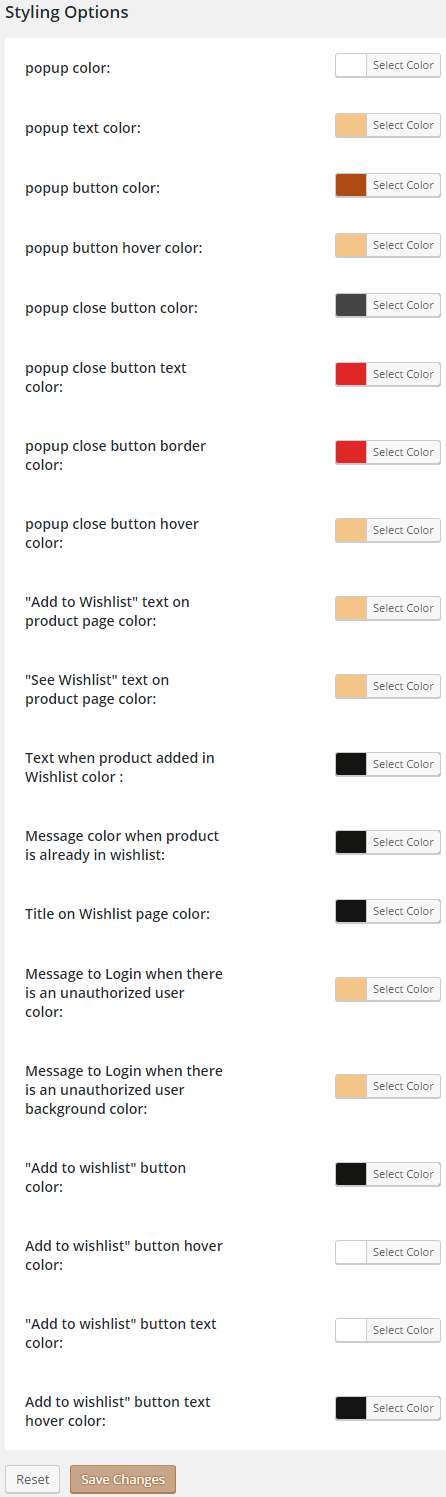 Styling Options
popup color: Select Color
popup text color: Select Color
popup button color: Select Color
popup button hover color: Select Color
popup close button color: Select Color
popup close button text
color: Select Color
popup close button border
color: Select Color
popup close button hover
color: Select Color
"Add to Wishlist" text on
product page color: Select Color
"See Wishlist" text on
product page color: Select Color
Text when product added in
Wishlist color : Select Color
Message color when product
is already in wishlist: Select Color
Title on Wishlist page color: Select Color
Message to Login when there
is an unauthorized user Select Color
color:
Message to Login when there
is an unauthorized user Select Color
background color:
"Add to wishlist" button
color: Select Color
Add to wishlist" button hover
color: Select Color
"Add to wishlist" button text
color: Select Color
Add to wishlist" button text
hover color: Select Color
Reset Save Changes